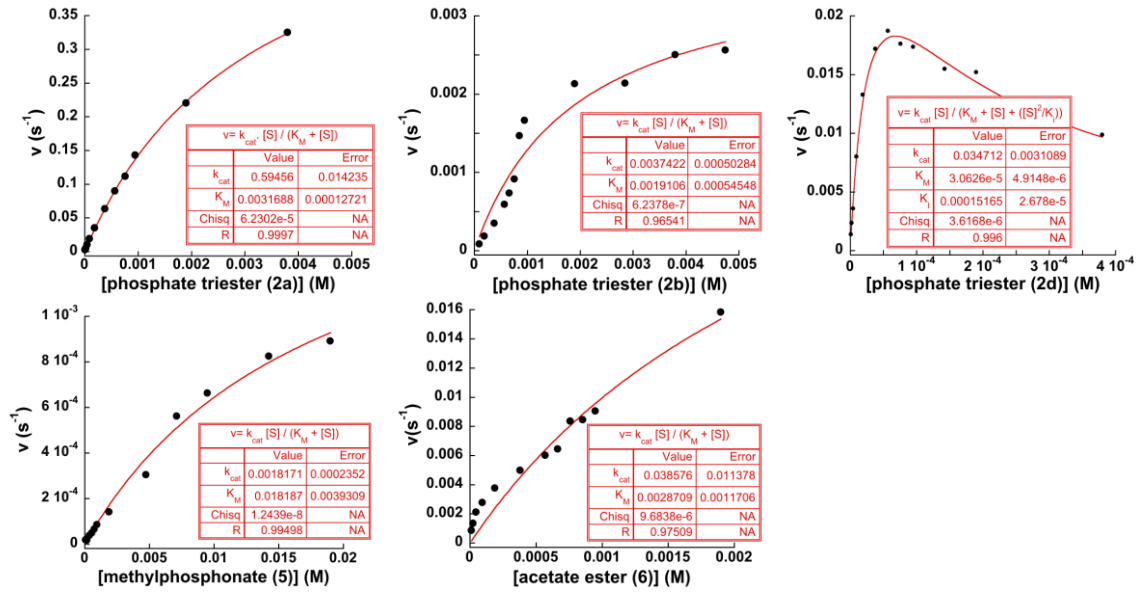 0.35
0.3
0.25
0.2
0.15
0.1
0.05
0
v (s-1)
v= kcat. [S] / (KM + [S])
Value Error
kcat 0.59456 0.014235
KM 0.0031688 0.00012721
Chisq 6.2302e-5 NA
R 0.9997 NA
0 0.001 0.002 0.003 0.004 0.005
[phosphate triester (2a)] (M)
0.005
0.004
0.003
0.002
0.001
0
v (s-1)
v= kcat [S] / (KM + [S])
Value Error
kcat 0.0037422 0.00050284
KM 0.0019106 0.00054548
Chisq 6.2378e-7 NA
R 0.96541 NA
0 0.001 0.002 0.003 0.004 0.005
[phosphate triester (2b)] (M)
0.02
0.015
0.01
0.005
0
v (s-1)
v= kcat [S] / (KM + [S] + ([S]2/KI))
Value Error
kcat 0.034712 0.0031089
KM 3.0626e-5 4.9148e-6
KI 0.00015165 2.678e-5
Chisq 3.6168e-6 NA
R 0.996 NA
0 1 10-4 2 10-4 3 10-4 4 10-4
[phosphate triester (2d)] (M)
1 10-3
8 10-4
6 10-4
4 10-4
2 10-4
0
v (s-1)
v= kcat [S] / (KM + [S])
Value Error
kcat 0.0018171 0.0002352
KM 0.018187 0.0039309
Chisq 1.2439e-8 NA
R 0.99498 NA
0 0.005 0.01 0.015 0.02
[methylphosphonate (5)] (M)
0.016
0.014
0.012
0.01
0.008
0.006
0.004
0.002
0
v(s-1)
v= kcat [S] / (KM + [S])
Value Error
kcat 0.038576 0.011378
KM 0.0028709 0.0011706
Chisq 9.6838e-6 NA
R 0.97509 NA
0 0.0005 0.001 0.0015 0.002
[acetate ester (6)] (M)